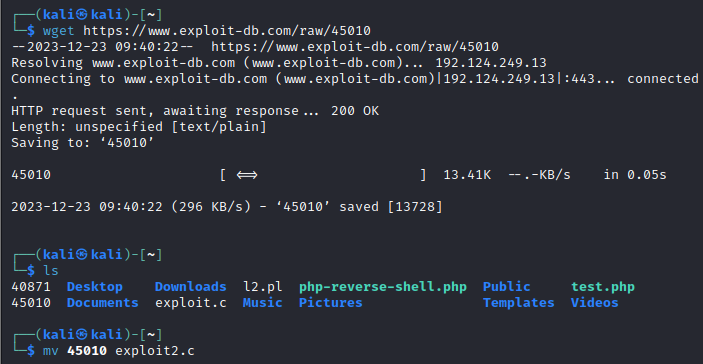 ┌──(kali㉿kali)-[~]
└─$ wget https://www.exploit-db.com/raw/45010
--2023-12-23 09:40:22--  https://www.exploit-db.com/raw/45010
Resolving www.exploit-db.com (www.exploit-db.com)... 192.124.249.13
Connecting to www.exploit-db.com (www.exploit-db.com)|192.124.249.13|:443... connected
.
HTTP request sent, awaiting response... 200 OK
Length: unspecified [text/plain]
Saving to: ‘45010’
45010                   [ <=>                ]  13.41K  --.-KB/s    in 0.05s
2023-12-23 09:40:22 (296 KB/s) - ‘45010’ saved [13728]
┌──(kali㉿kali)-[~]
└─$ ls
40871  Desktop    Downloads  l2.pl  php-reverse-shell.php  Public     test.php
45010  Documents  exploit.c  Music  Pictures               Templates  Videos
┌──(kali㉿kali)-[~]
└─$ mv 45010 exploit2.c